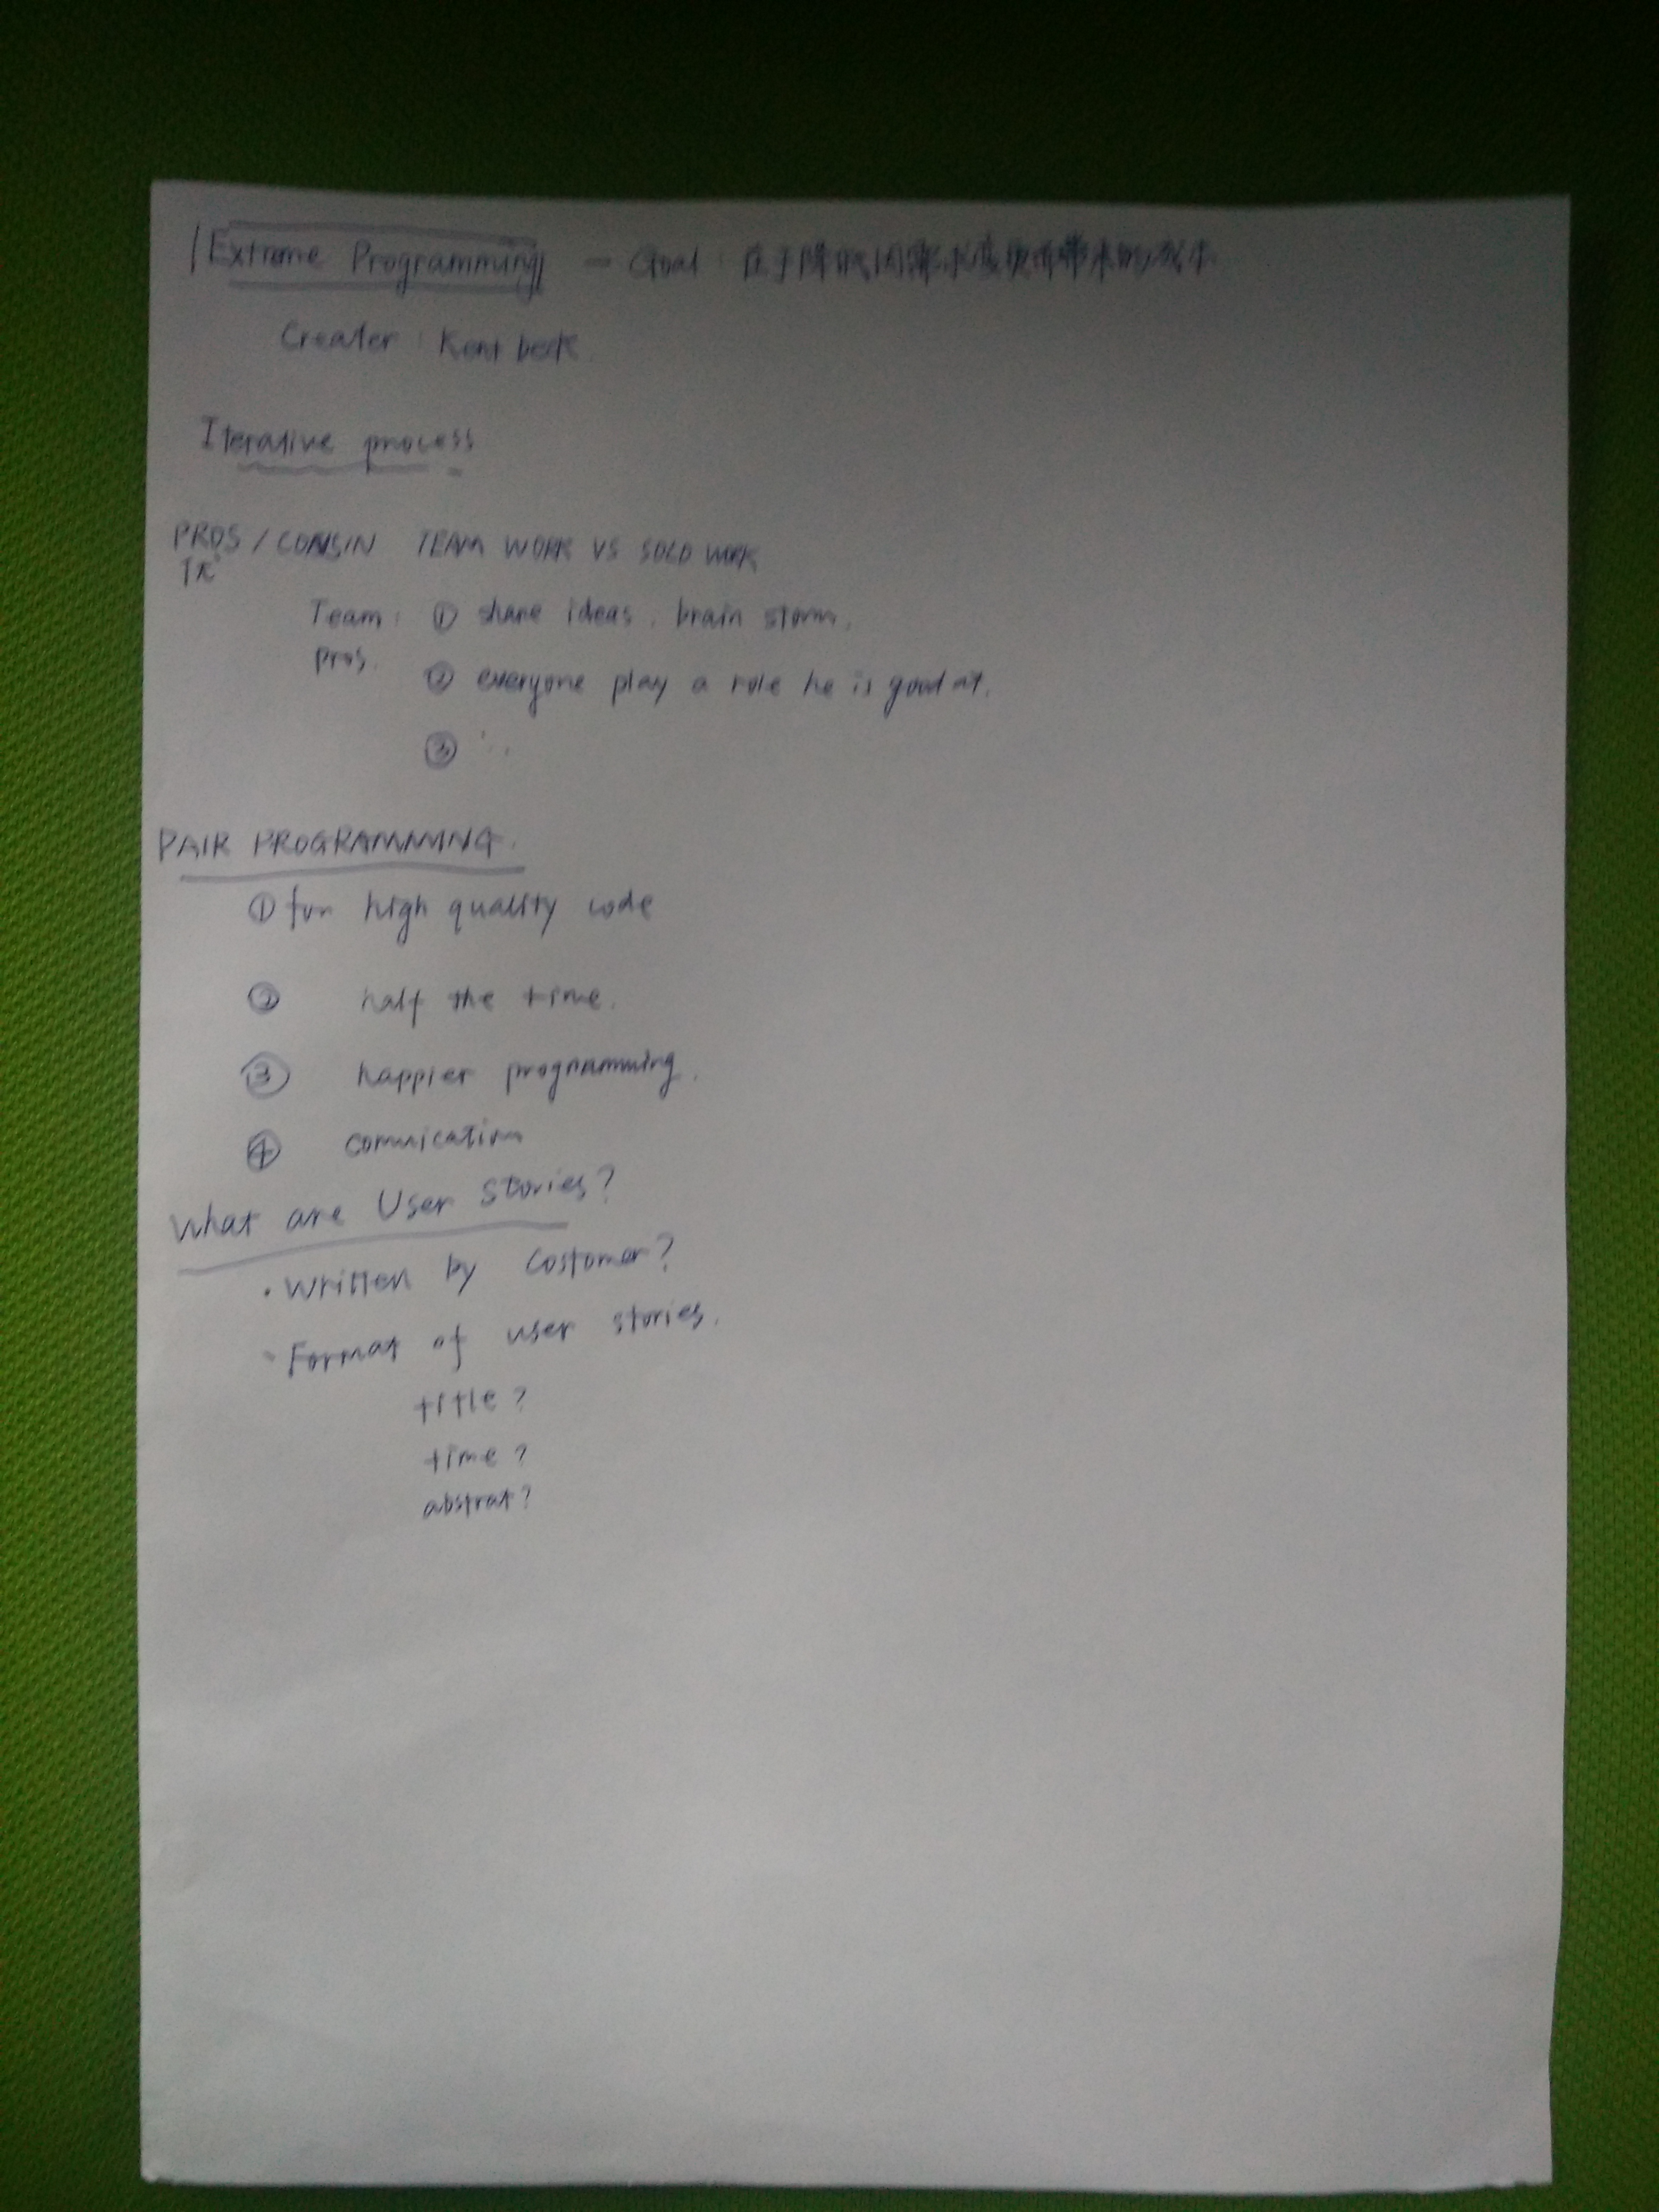 Extreme Programming — Goal: 在于降低因需求变更而带来的成本
Creater: Kent beck
Iterative process
PROS / CONSIN TEAM WORK VS SOLO WORK
Team: ① share ideas, brain storm.
pros.
② everyone play a role he is good at.
③
PAIR PROGRAMMING.
① for high quality code
② half the time.
③ happier programming.
④ comunication
What are User Stories?
· Written by Costomer?
· Format of user stories.
title?
time?
abstrat?